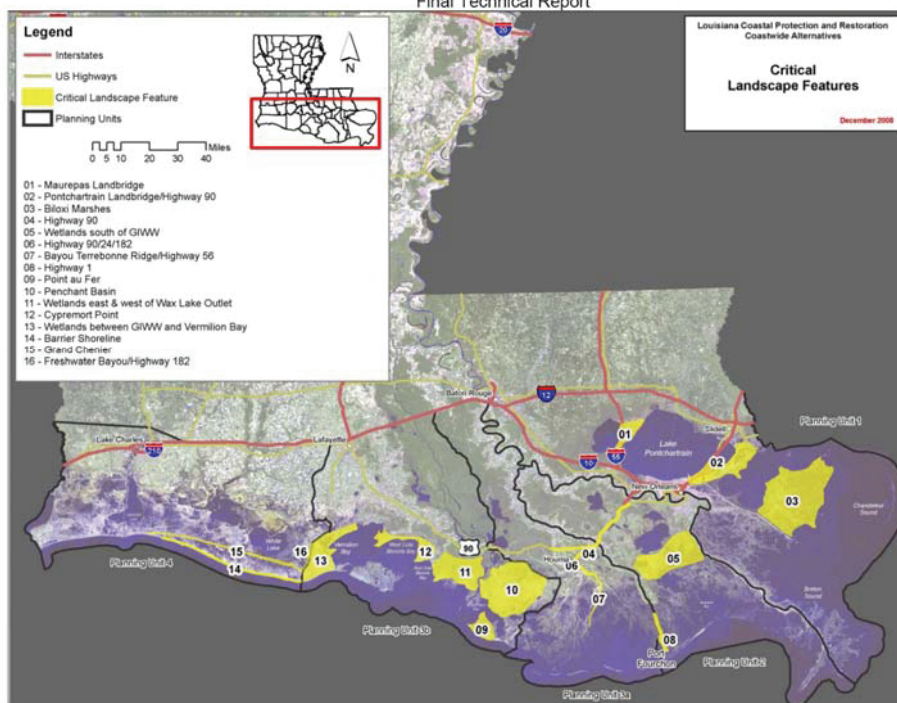 Final Technical Report
Legend
Interstates
US Highways
Critical Landscape Feature
Planning Units
N
Miles
0 5 10 20 30 40
01 - Maurepas Landbridge
02 - Pontchartrain Landbridge/Highway 90
03 - Biloxi Marshes
04 - Highway 90
05 - Wetlands south of GIWW
06 - Highway 90/24/182
07 - Bayou Terrebonne Ridge/Highway 56
08 - Highway 1
09 - Point au Fer
10 - Penchant Basin
11 - Wetlands east & west of Wax Lake Outlet
12 - Cypremort Point
13 - Wetlands between GIWW and Vermilion Bay
14 - Barrier Shoreline
15 - Grand Chenier
16 - Freshwater Bayou/Highway 182
Louisiana Coastal Protection and Restoration
Coastwide Alternatives
Critical
Landscape Features
December 2008
20
Baton Rouge
12
Planning Unit 1
Slidell
01
Lake Charles
210
Lafayette
55
Lake
Pontchartrain
02
10
New Orleans
03
Chandeleur
Sound
White
Lake
Vermilion
Bay
90
15
16
12
Houma
04
Planning Unit 4
14
13
11
06
05
10
07
Breton
Sound
Planning Unit 3b
09
08
Port
Fourchon
Planning Unit 2
Planning Unit 3a